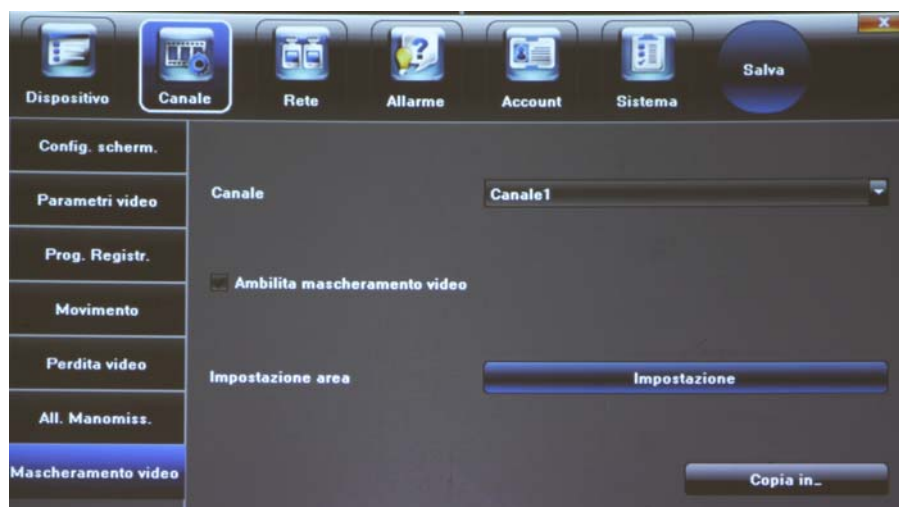 Dispositivo
Canale
Rete
Allarme
Account
Sistema
Salva
X
Config. scherm.
Parametri video
Prog. Registr.
Movimento
Perdita video
All. Manomiss.
Mascheramento video
Canale
Canale1
Ambilita mascheramento video
Impostazione area
Impostazione
Copia in_